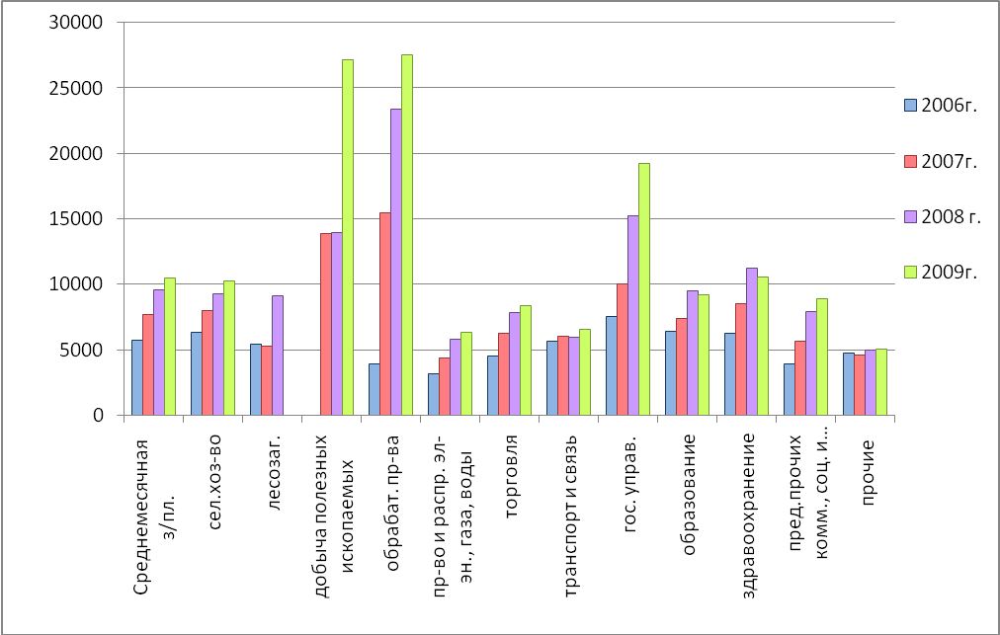 30000
25000
20000
15000
10000
5000
0
Среднемесячная
з/пл.
сел.хоз-во
лесозаг.
добыча полезных
ископаемых
обрабат. пр-ва
пр-во и распр. эл-
эн., газа, воды
торговля
транспорт и связь
гос. управ.
образование
здравоохранение
пред.прочих
комм., соц. и...
прочие
2006г.
2007г.
2008 г.
2009г.